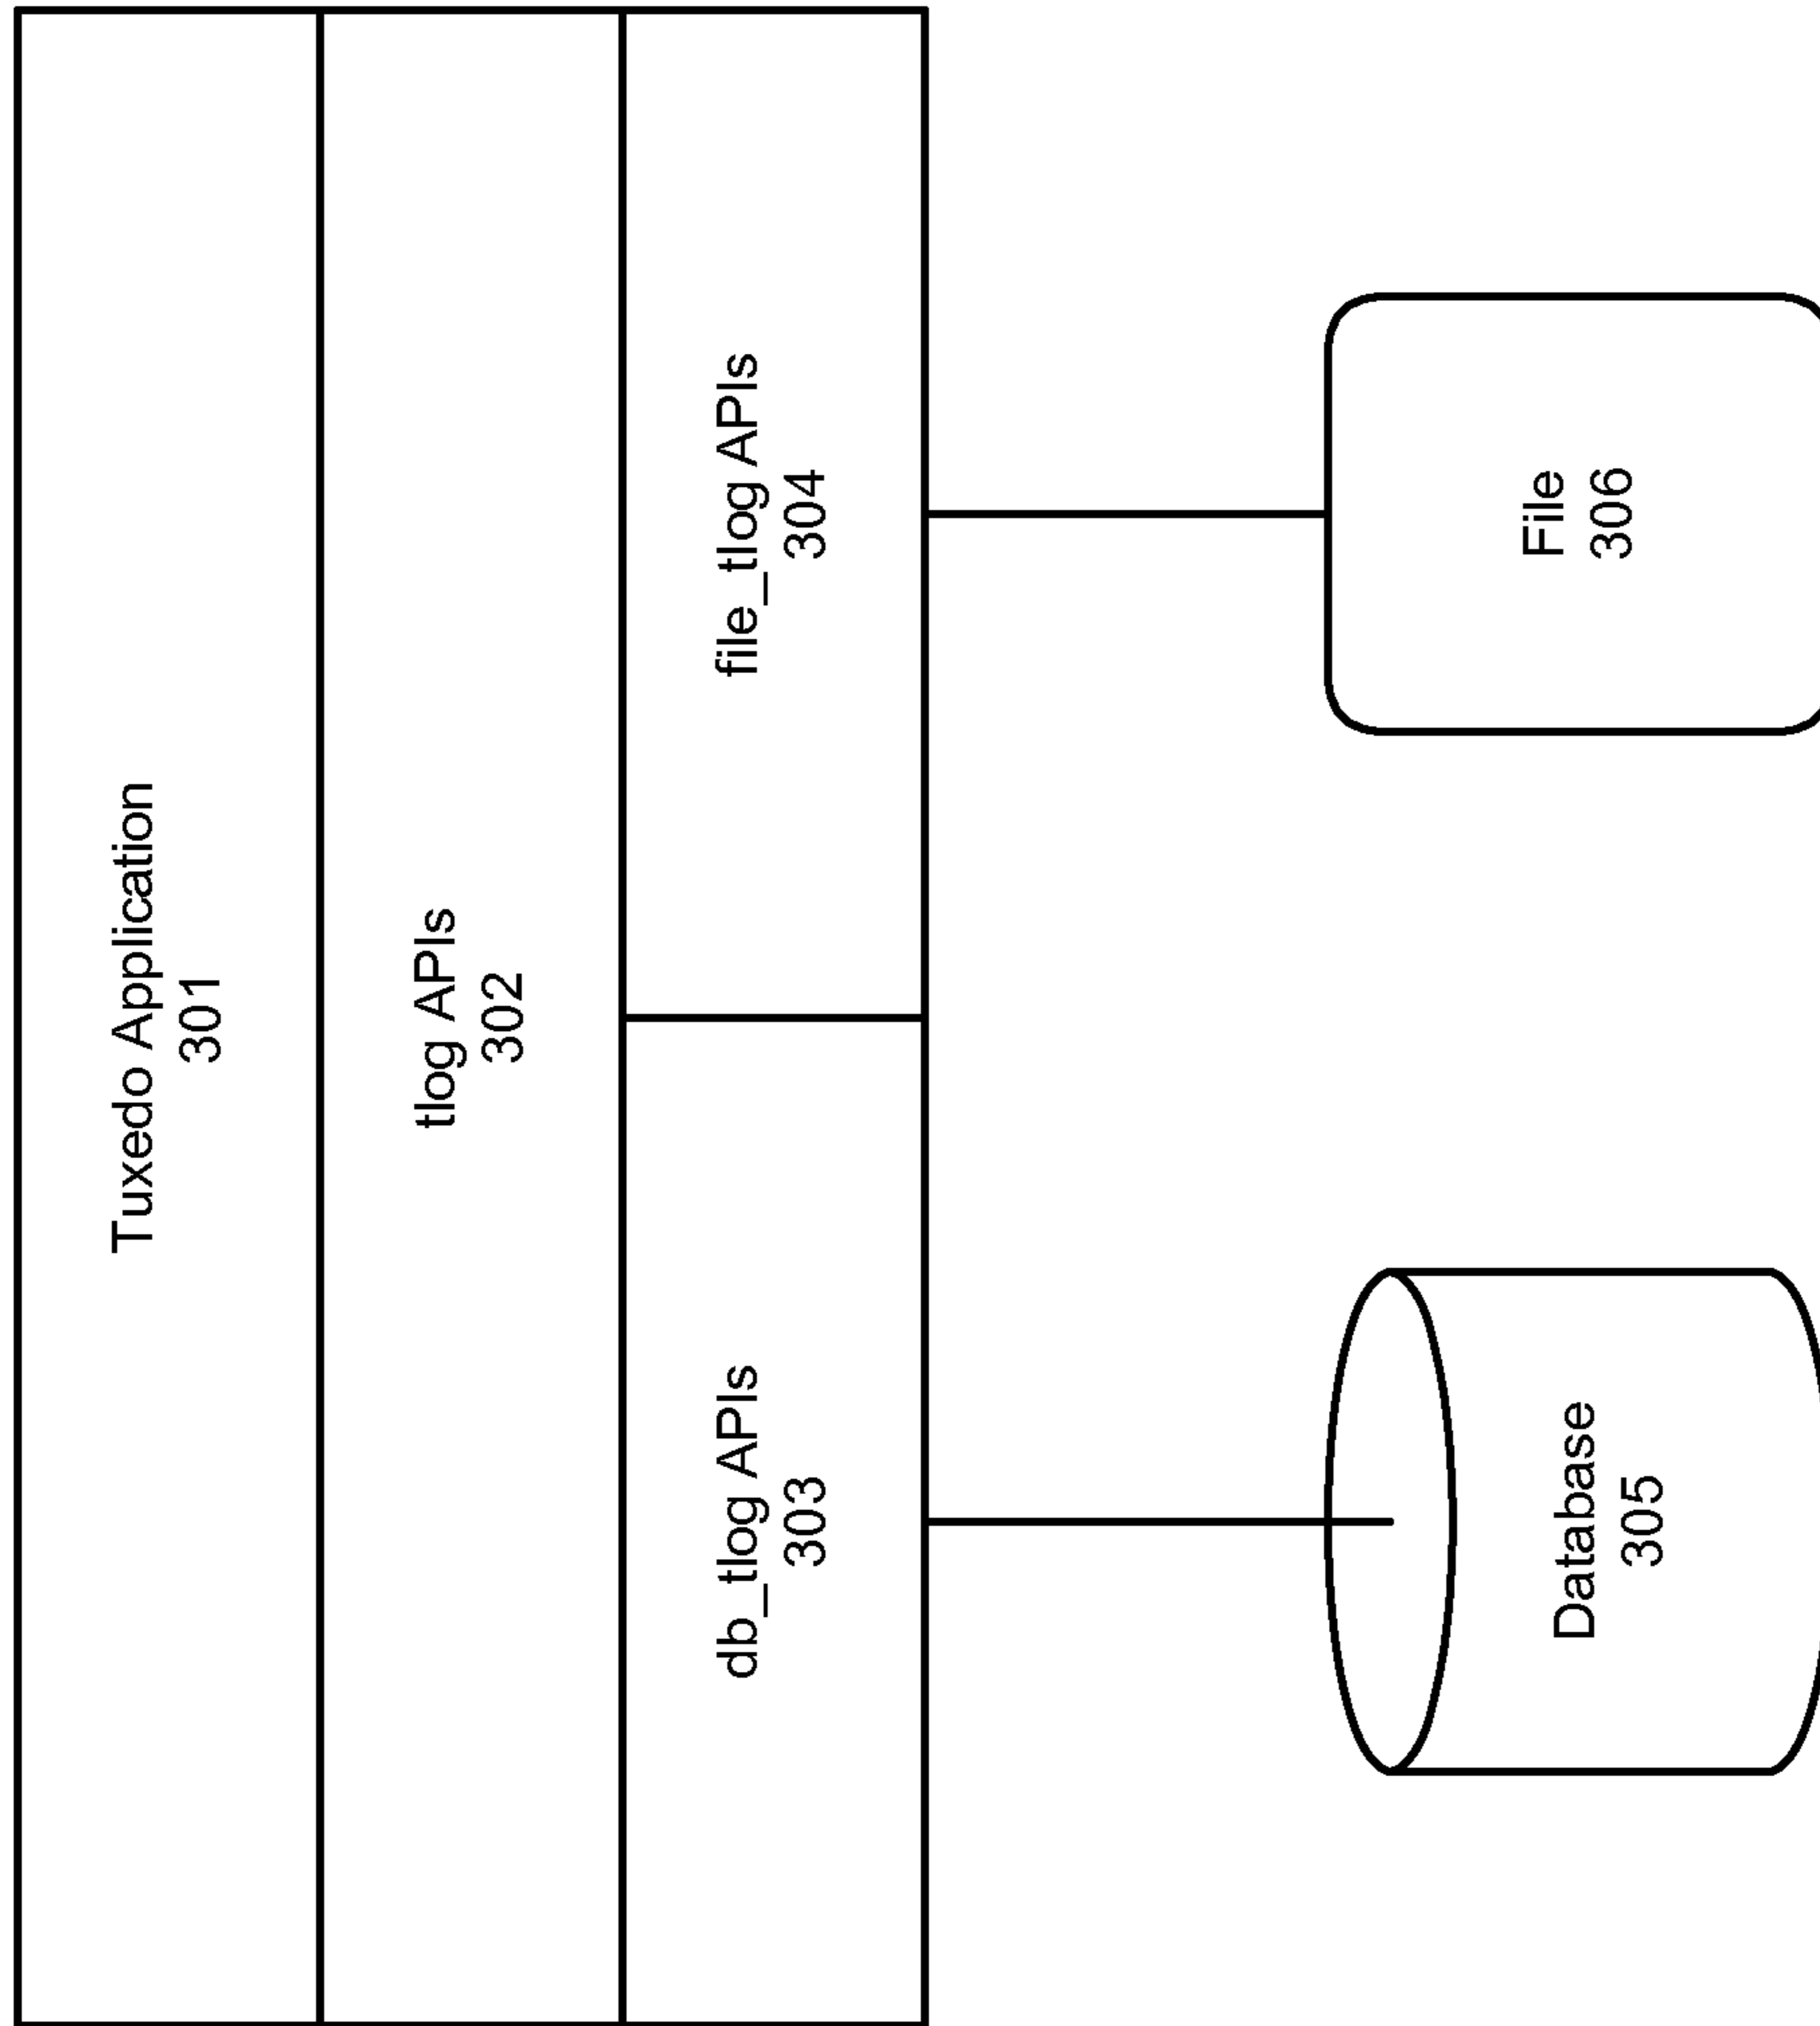 Tuxedo Application
301
tlog APIs
302
db_tlog APIs
303
file_tlog APIs
304
Database
305
File
306